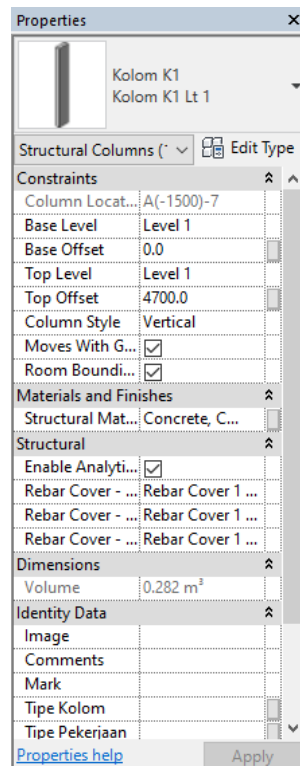 Properties
Kolom K1
Kolom K1 Lt 1
Structural Columns (
Edit Type
Constraints
Column Locat... A(-1500)-7
Base Level Level 1
Base Offset 0.0
Top Level Level 1
Top Offset 4700.0
Column Style Vertical
Moves With G...
Room Boundi...
Materials and Finishes
Structural Mat... Concrete, C...
Structural
Enable Analyti...
Rebar Cover - ... Rebar Cover 1 ...
Rebar Cover - ... Rebar Cover 1 ...
Rebar Cover - ... Rebar Cover 1 ...
Dimensions
Volume 0.282 m³
Identity Data
Image
Comments
Mark
Tipe Kolom
Tipe Pekerjaan
Properties help Apply